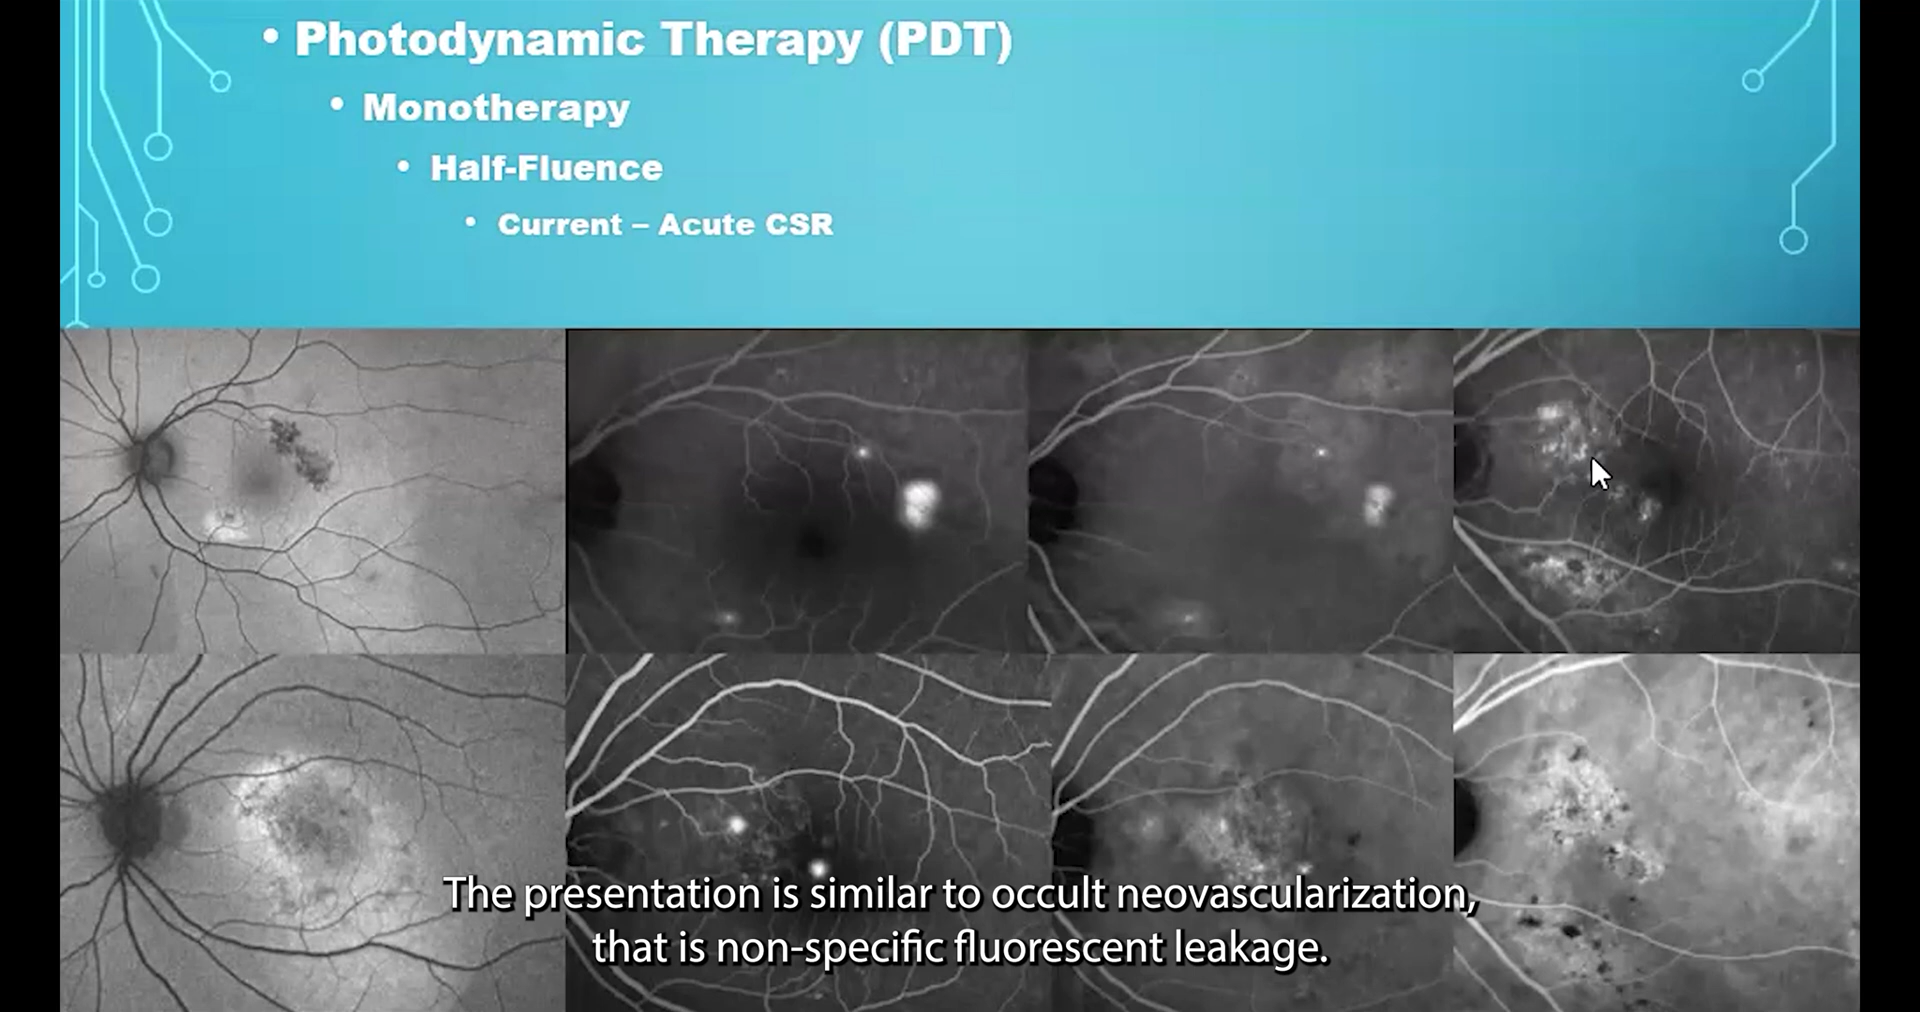 • Photodynamic Therapy (PDT)
• Monotherapy
• Half-Fluence
• Current – Acute CSR
The presentation is similar to occult neovascularization,
that is non-specific fluorescent leakage.